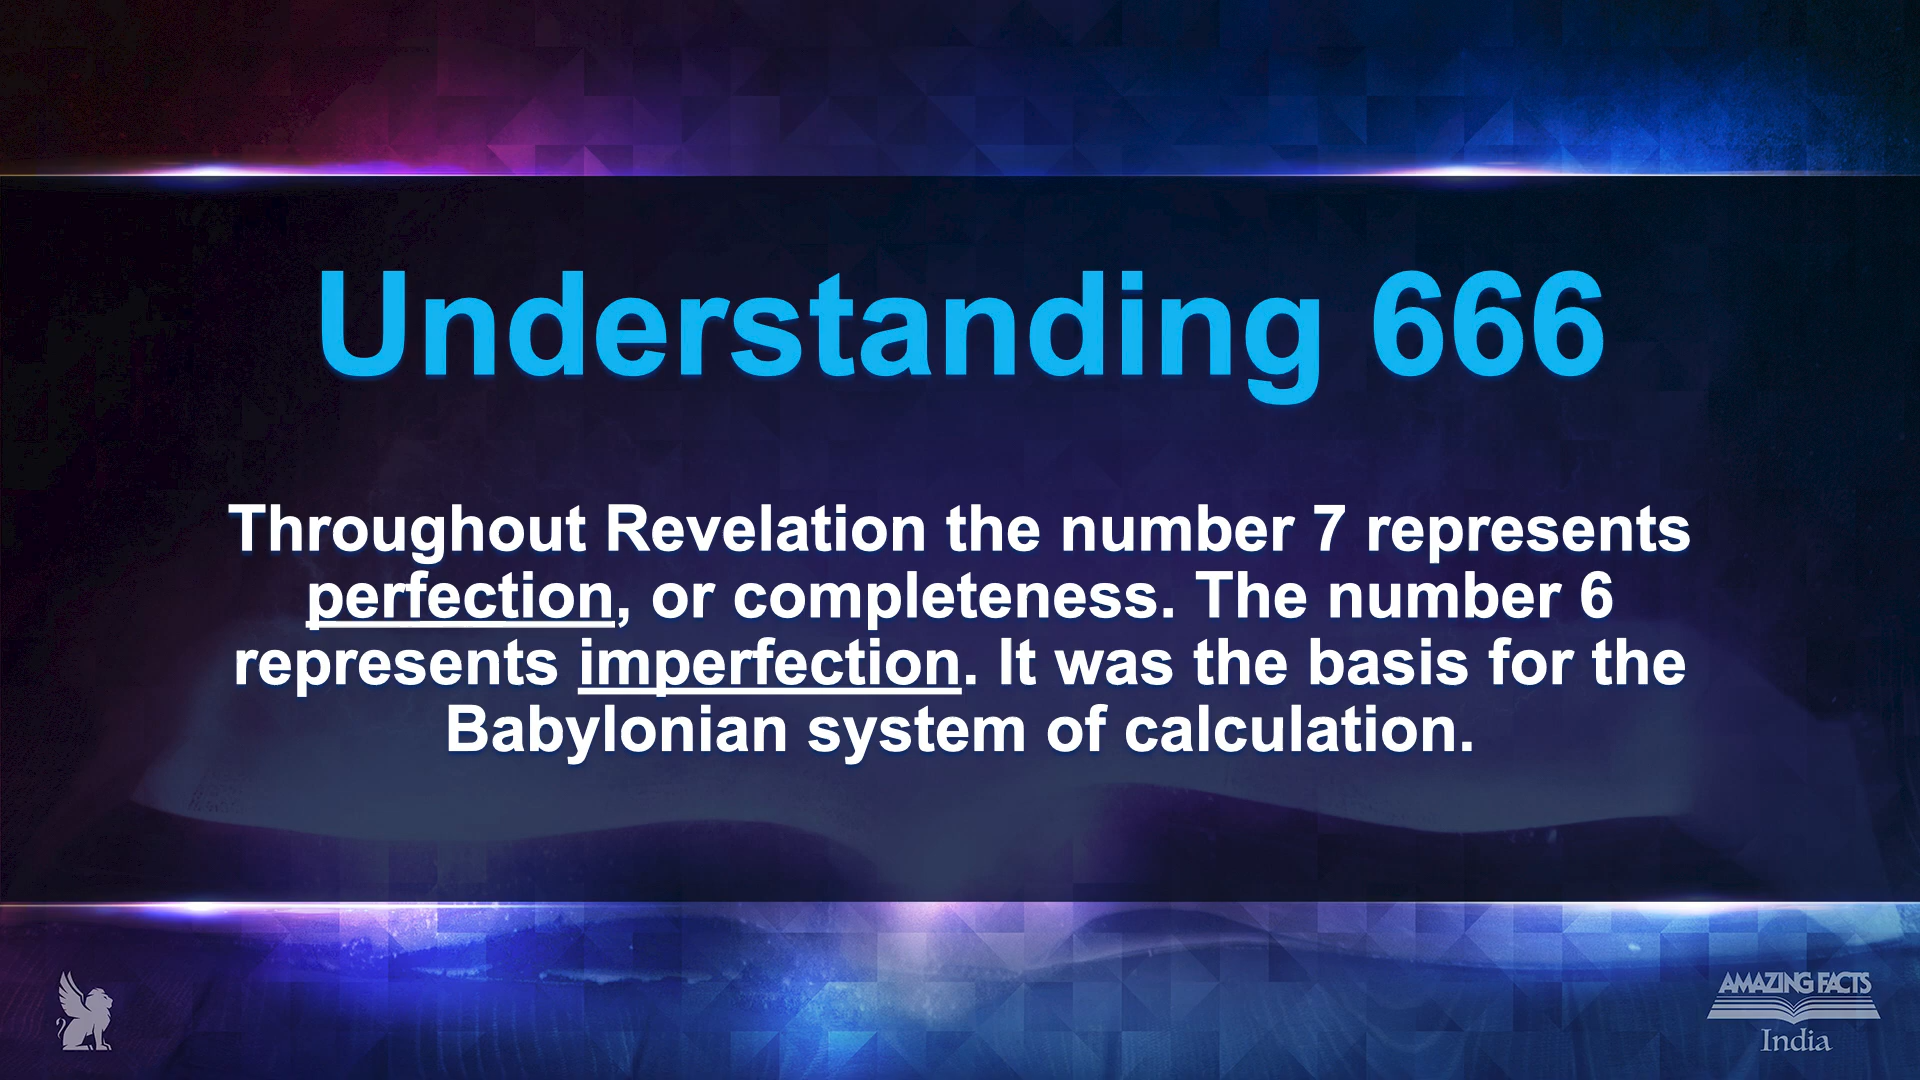 Understanding 666
Throughout Revelation the number 7 represents
perfection, or completeness. The number 6
represents imperfection. It was the basis for the
Babylonian system of calculation.
AMAZING FACTS
India